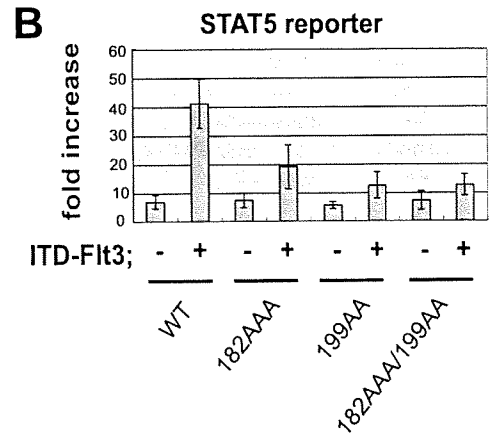 B
STAT5 reporter
fold increase
60
50
40
30
20
10
0
ITD-Flt3; - + - + - + - +
WT
182AAA
199AA
182AAA/199AA